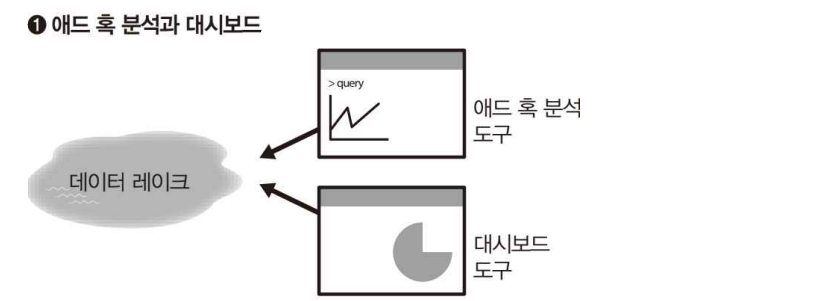 ❶ 애드 혹 분석과 대시보드
> query
애드 혹 분석
도구
데이터 레이크
대시보드
도구